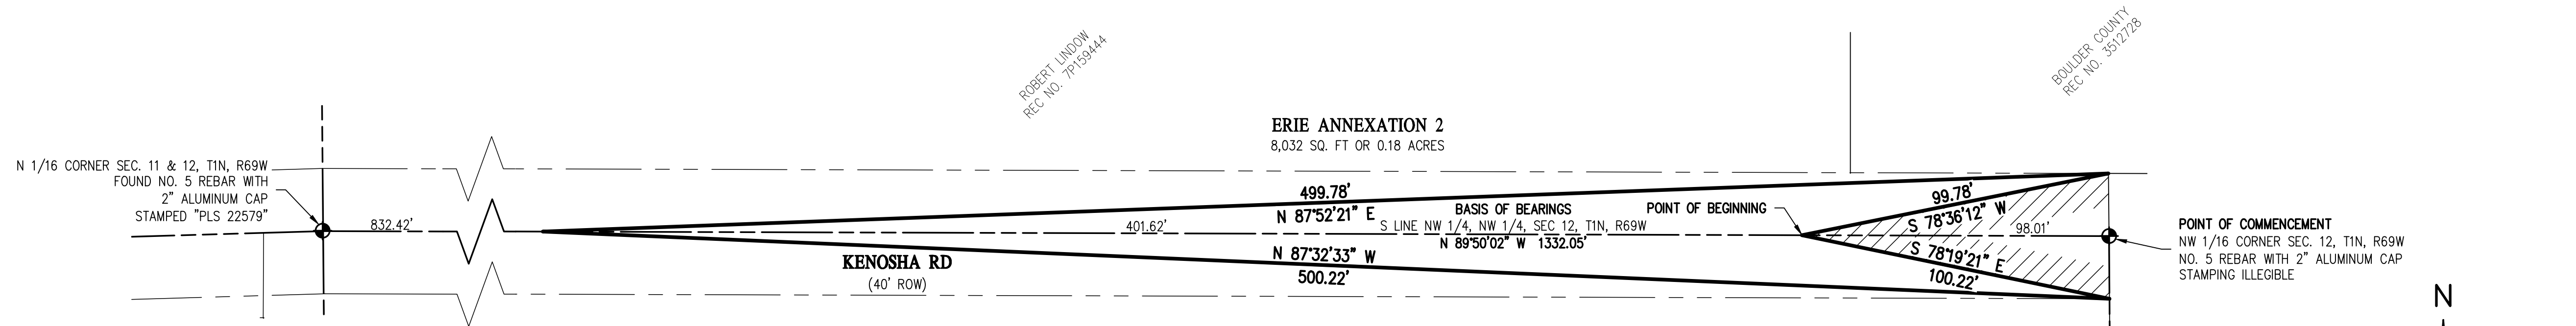 ROBERT LINDOW
REC NO. 7P159444
BOULDER COUNTY
REC NO. 3512728
ERIE ANNEXATION 2
8,032 SQ. FT OR 0.18 ACRES
N 1/16 CORNER SEC. 11 & 12, T1N, R69W
FOUND NO. 5 REBAR WITH
2" ALUMINUM CAP
STAMPED "PLS 22579"
832.42'
499.78'
N 87°52'21" E
401.62'
BASIS OF BEARINGS
S LINE NW 1/4, NW 1/4, SEC 12, T1N, R69W
N 89°50'02" W 1332.05'
POINT OF BEGINNING
99.78'
S 78°36'12" W
98.01'
S 78°19'21" E
100.22'
POINT OF COMMENCEMENT
NW 1/16 CORNER SEC. 12, T1N, R69W
NO. 5 REBAR WITH 2" ALUMINUM CAP
STAMPING ILLEGIBLE
KENOSHA RD
(40' ROW)
N 87°32'33" W
500.22'
N